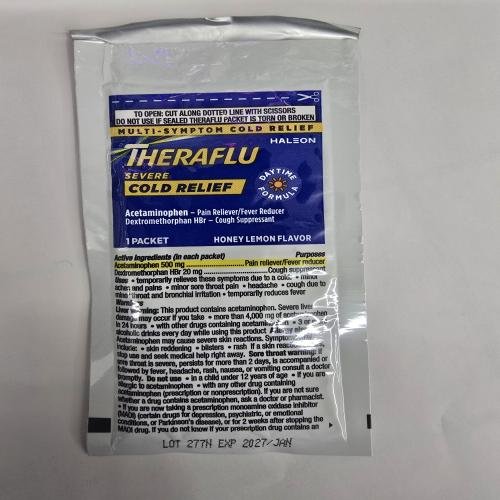 TO OPEN: CUT ALONG DOTTED LINE WITH SCISSORS
DO NOT USE IF SEALED THERAFLU PACKET IS TORN OR BROKEN
MULTI-SYMPTOM COLD RELIEF
HALEON
THERAFLU
SEVERE
COLD RELIEF
DAYTIME
FORMULA
Acetaminophen – Pain Reliever/Fever Reducer
Dextromethorphan HBr – Cough Suppressant
1 PACKET HONEY LEMON FLAVOR
Active Ingredients (in each packet) Purposes
Acetaminophen 500 mg Pain reliever/fever reducer
Dextromethorphan HBr 20 mg Cough suppressant
Uses • temporarily relieves these symptoms due to a cold: • minor
aches and pains • minor sore throat pain • headache • cough due to
minor throat and bronchial irritation • temporarily reduces fever
Warnings
Liver warning: This product contains acetaminophen. Severe liver
damage may occur if you take • more than 4,000 mg of acetaminophen
in 24 hours • with other drugs containing acetaminophen • 3 or
alcoholic drinks every day while using this product Allergy alert:
Acetaminophen may cause severe skin reactions. Symptoms may
include: • skin reddening • blisters • rash If a skin reaction
stop use and seek medical help right away. Sore throat warning: If
sore throat is severe, persists for more than 2 days, is accompanied or
followed by fever, headache, rash, nausea, or vomiting consult a doctor
promptly. Do not use • in a child under 12 years of age • if you are
allergic to acetaminophen • with any other drug containing
acetaminophen (prescription or nonprescription). If you are not sure
whether a drug contains acetaminophen, ask a doctor or pharmacist.
• if you are now taking a prescription monoamine oxidase inhibitor
(MAOI) (certain drugs for depression, psychiatric, or emotional
conditions, or Parkinson's disease), or for 2 weeks after stopping the
MAOI drug. If you do not know if your prescription drug contains an
LOT 277N EXP 2027/JAN